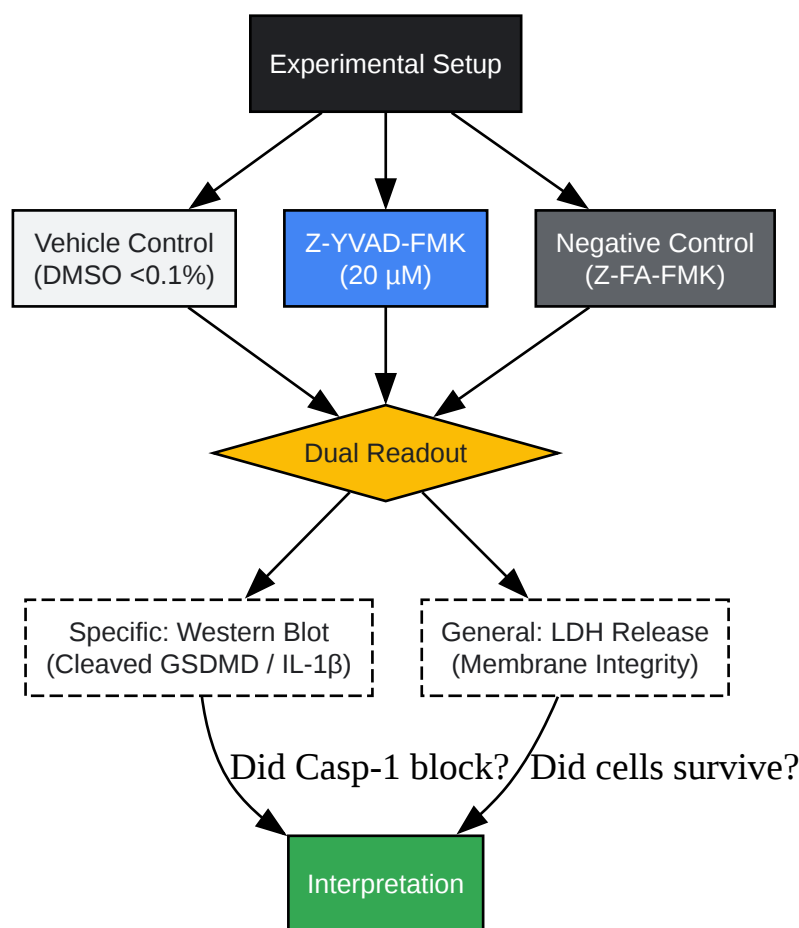 Experimental Setup
Vehicle Control
(DMSO <0.1%)
Z-YVAD-FMK
(20 µM)
Negative Control
(Z-FA-FMK)
Dual Readout
Specific: Western Blot
(Cleaved GSDMD / IL-1β)
General: LDH Release
(Membrane Integrity)
Did Casp-1 block?
Did cells survive?
Interpretation